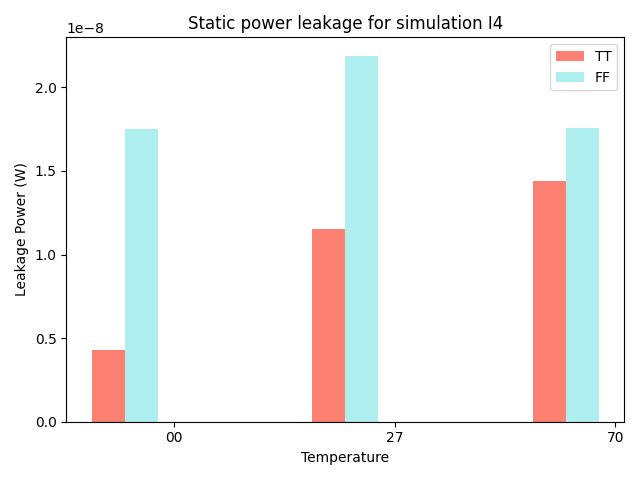 Static power leakage for simulation I4
1e−8
TT
FF
2.0
1.5
1.0
0.5
0.0
Leakage Power (W)
00 27 70
Temperature